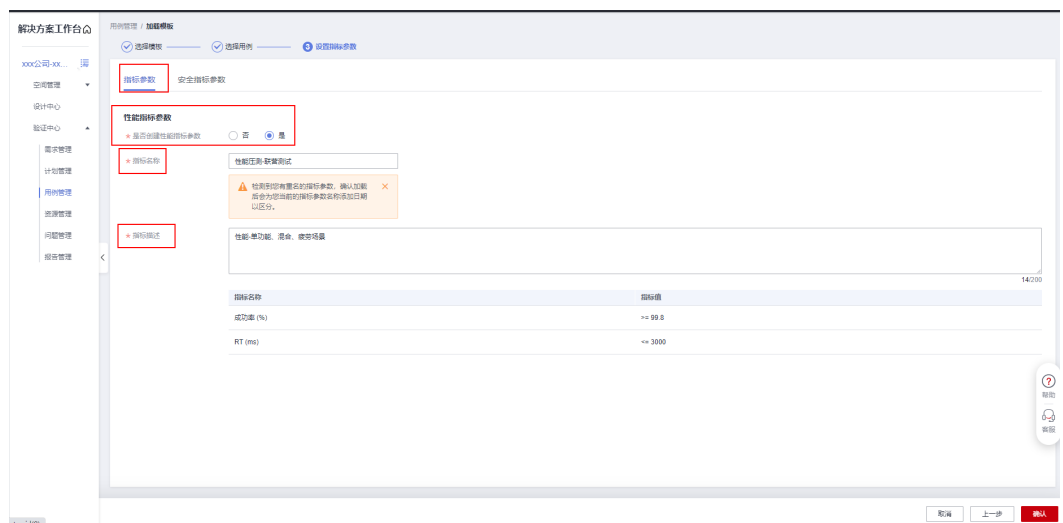 解决方案工作台
用例管理 / 加载模板
选择模板
选择用例
3 设置指标参数
xxx公司-xx...
空间管理
设计中心
验证中心
需求管理
计划管理
用例管理
资源管理
问题管理
报告管理
指标参数 安全指标参数
性能指标参数
* 是否创建性能指标参数 否 是
* 指标名称 性能压测-联营测试
检测到您有重名的指标参数，确认加载
后会为您当前的指标参数名称添加日期
以区分。
* 指标描述 性能-单功能、混合、疲劳场景
14/200
指标名称 指标值
成功率 (%) >= 99.8
RT (ms) <= 3000
帮助
客服
取消 上一步 确认